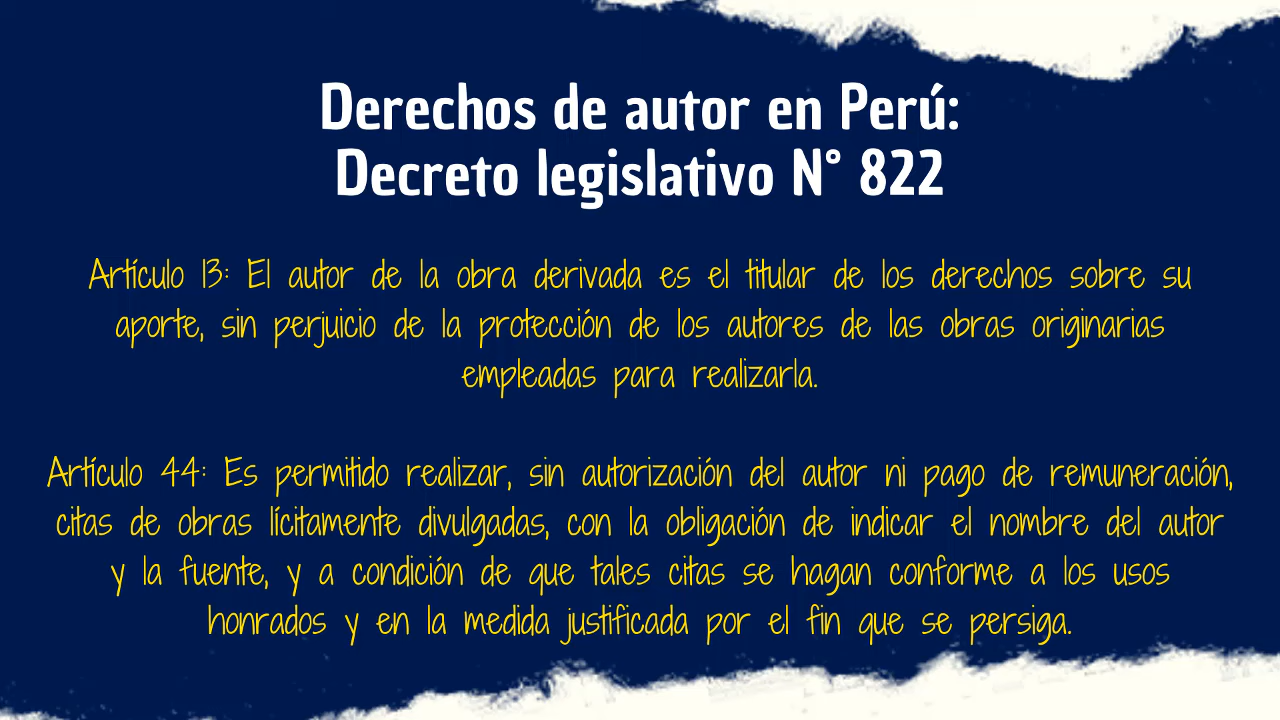 Derechos de autor en Perú:
Decreto legislativo N° 822
Artículo 13: El autor de la obra derivada es el titular de los derechos sobre su
aporte, sin perjuicio de la protección de los autores de las obras originarias
empleadas para realizarla.
Artículo 44: Es permitido realizar, sin autorización del autor ni pago de remuneración,
citas de obras lícitamente divulgadas, con la obligación de indicar el nombre del autor
y la fuente, y a condición de que tales citas se hagan conforme a los usos
honrados y en la medida justificada por el fin que se persiga.